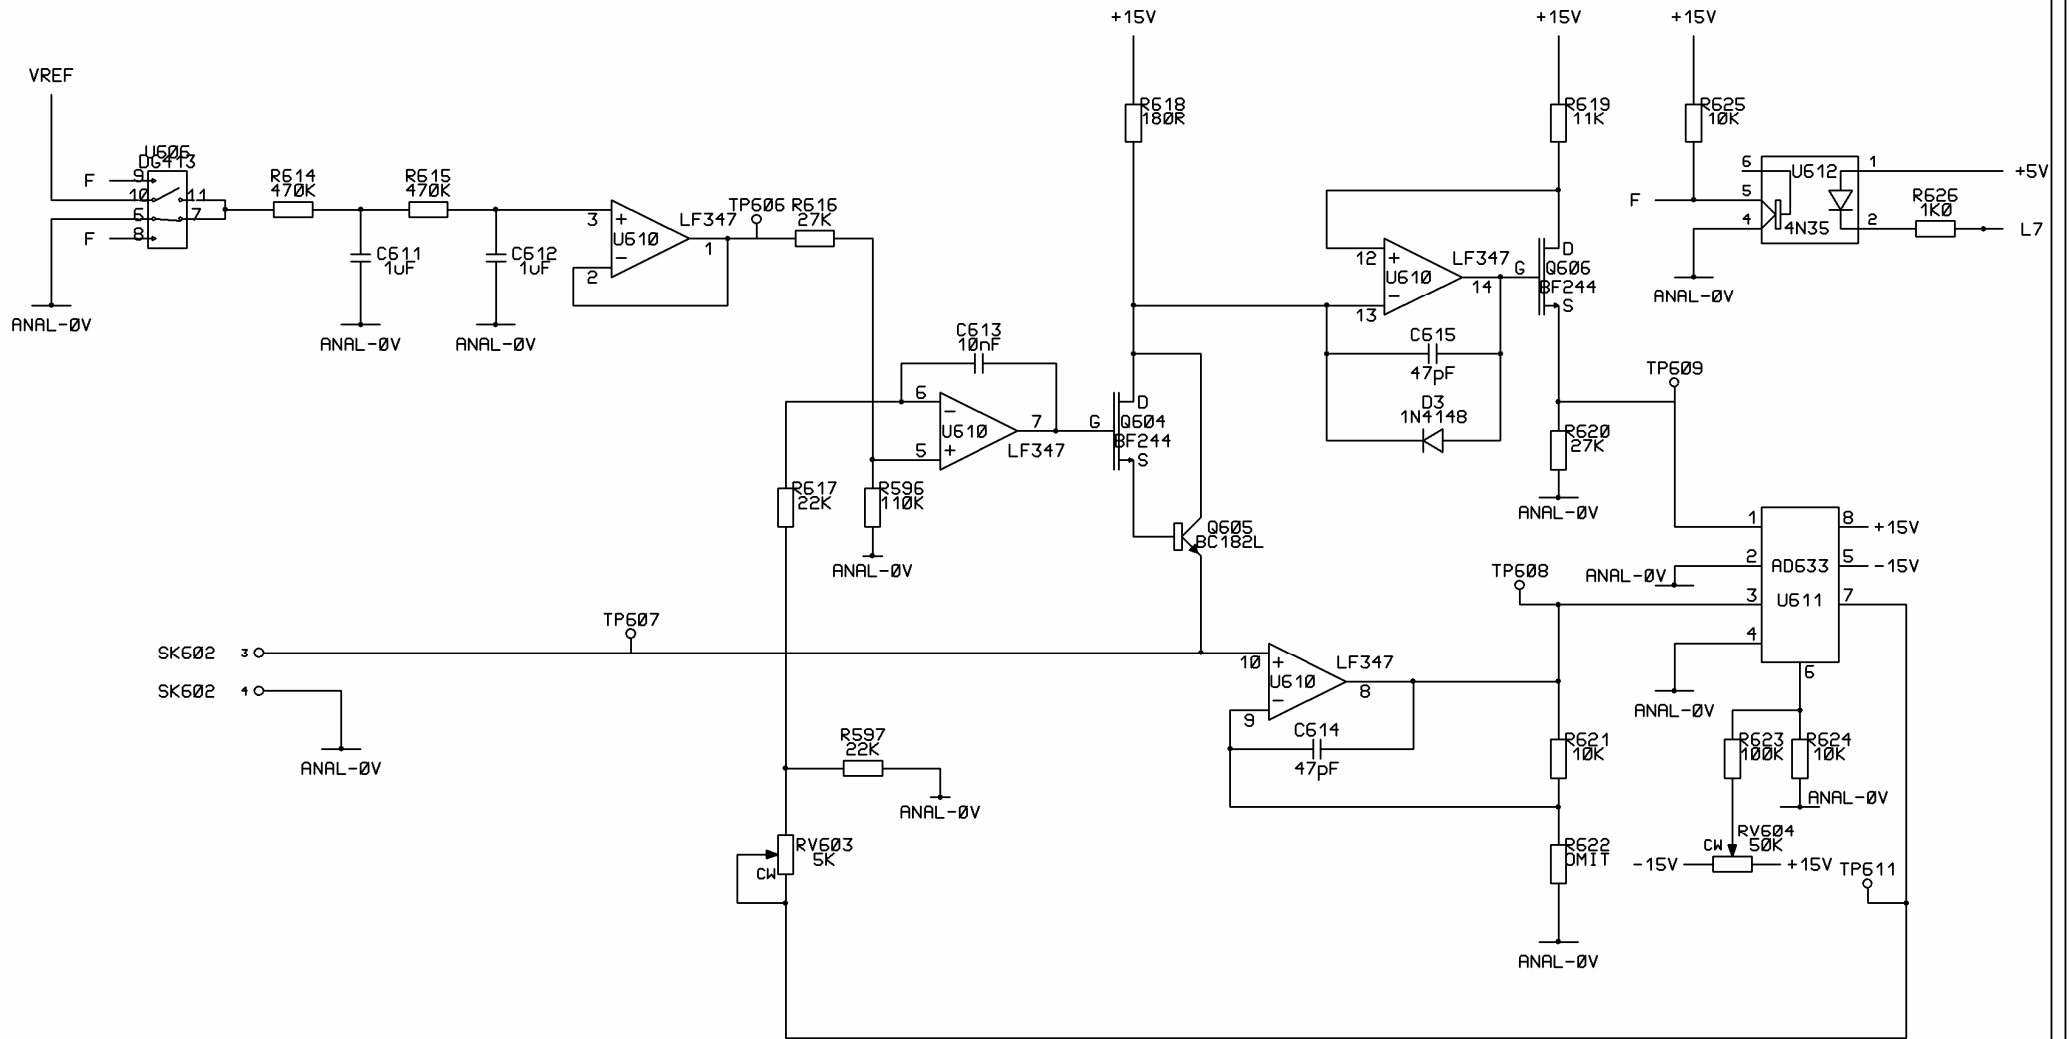 +15V
+15V
+15V
VREF
R618
180R
R619
11K
R625
10K
U606
DG413
F
9
10
11
6
7
F
8
R614
470K
R615
470K
C611
1uF
C612
1uF
ANAL-0V
ANAL-0V
ANAL-0V
3
+
U610
-
2
LF347
1
TP606
R616
27K
12
+
U610
-
13
LF347
14
G
D
Q606
BF244
S
6
U612
1
+5V
F
5
4
4N35
2
R626
1K0
L7
ANAL-0V
C613
10nF
C615
47pF
D3
1N4148
TP609
6
-
U610
+
5
7
LF347
G
D
Q604
BF244
S
R620
27K
ANAL-0V
R617
22K
R596
110K
ANAL-0V
Q605
BC182L
1
8
+15V
2
AD633
5
-15V
ANAL-0V
3
U611
7
4
6
TP608
TP607
SK602 3
SK602 4
ANAL-0V
10
+
U610
-
9
LF347
8
C614
47pF
ANAL-0V
R597
22K
ANAL-0V
R621
10K
R623
100K
R624
10K
ANAL-0V
RV603
5K
CW
R622
OMIT
ANAL-0V
CW
RV604
50K
-15V
+15V
TP611